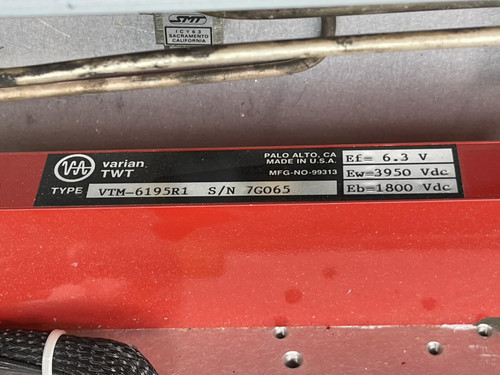 SMT
ICY63
SACRAMENTO
CALIFORNIA
varian
TWT
PALO ALTO, CA
MADE IN U.S.A.
MFG-NO-99313
TYPE VTM-6195R1 S/N 7G065
Ef= 6.3 V
Ew=3950 Vdc
Eb=1800 Vdc